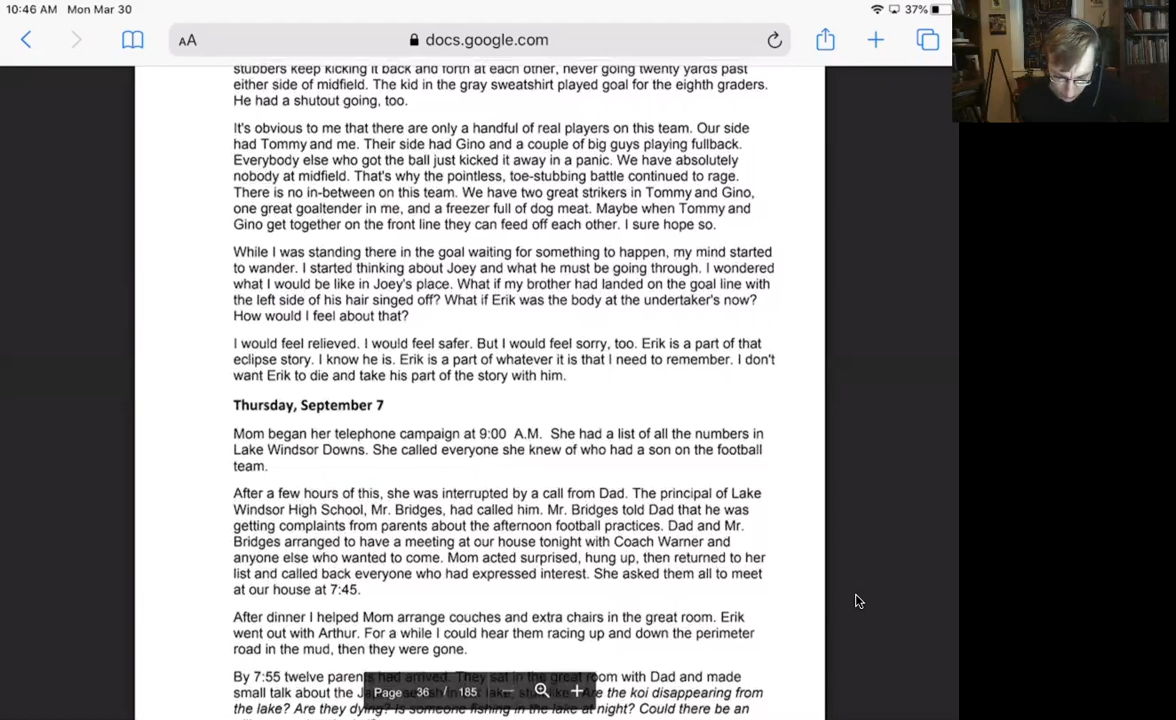 10:46 AM Mon Mar 30
37%
AA
docs.google.com
stubbers keep kicking it back and forth at each other, never going twenty yards past
either side of midfield. The kid in the gray sweatshirt played goal for the eighth graders.
He had a shutout going, too.
It's obvious to me that there are only a handful of real players on this team. Our side
had Tommy and me. Their side had Gino and a couple of big guys playing fullback.
Everybody else who got the ball just kicked it away in a panic. We have absolutely
nobody at midfield. That's why the pointless, toe-stubbing battle continued to rage.
There is no in-between on this team. We have two great strikers in Tommy and Gino,
one great goaltender in me, and a freezer full of dog meat. Maybe when Tommy and
Gino get together on the front line they can feed off each other. I sure hope so.
While I was standing there in the goal waiting for something to happen, my mind started
to wander. I started thinking about Joey and what he must be going through. I wondered
what I would be like in Joey's place. What if my brother had landed on the goal line with
the left side of his hair singed off? What if Erik was the body at the undertaker's now?
How would I feel about that?
I would feel relieved. I would feel safer. But I would feel sorry, too. Erik is a part of that
eclipse story. I know he is. Erik is a part of whatever it is that I need to remember. I don't
want Erik to die and take his part of the story with him.
Thursday, September 7
Mom began her telephone campaign at 9:00 A.M. She had a list of all the numbers in
Lake Windsor Downs. She called everyone she knew of who had a son on the football
team.
After a few hours of this, she was interrupted by a call from Dad. The principal of Lake
Windsor High School, Mr. Bridges, had called him. Mr. Bridges told Dad that he was
getting complaints from parents about the afternoon football practices. Dad and Mr.
Bridges arranged to have a meeting at our house tonight with Coach Warner and
anyone else who wanted to come. Mom acted surprised, hung up, then returned to her
list and called back everyone who had expressed interest. She asked them all to meet
at our house at 7:45.
After dinner I helped Mom arrange couches and extra chairs in the great room. Erik
went out with Arthur. For a while I could hear them racing up and down the perimeter
road in the mud, then they were gone.
By 7:55 twelve parents had arrived. They sat in the great room with Dad and made
small talk about the Are the koi disappearing from
the lake? Are they dying? Is someone fishing in the lake at night? Could there be an
Page 36 / 185